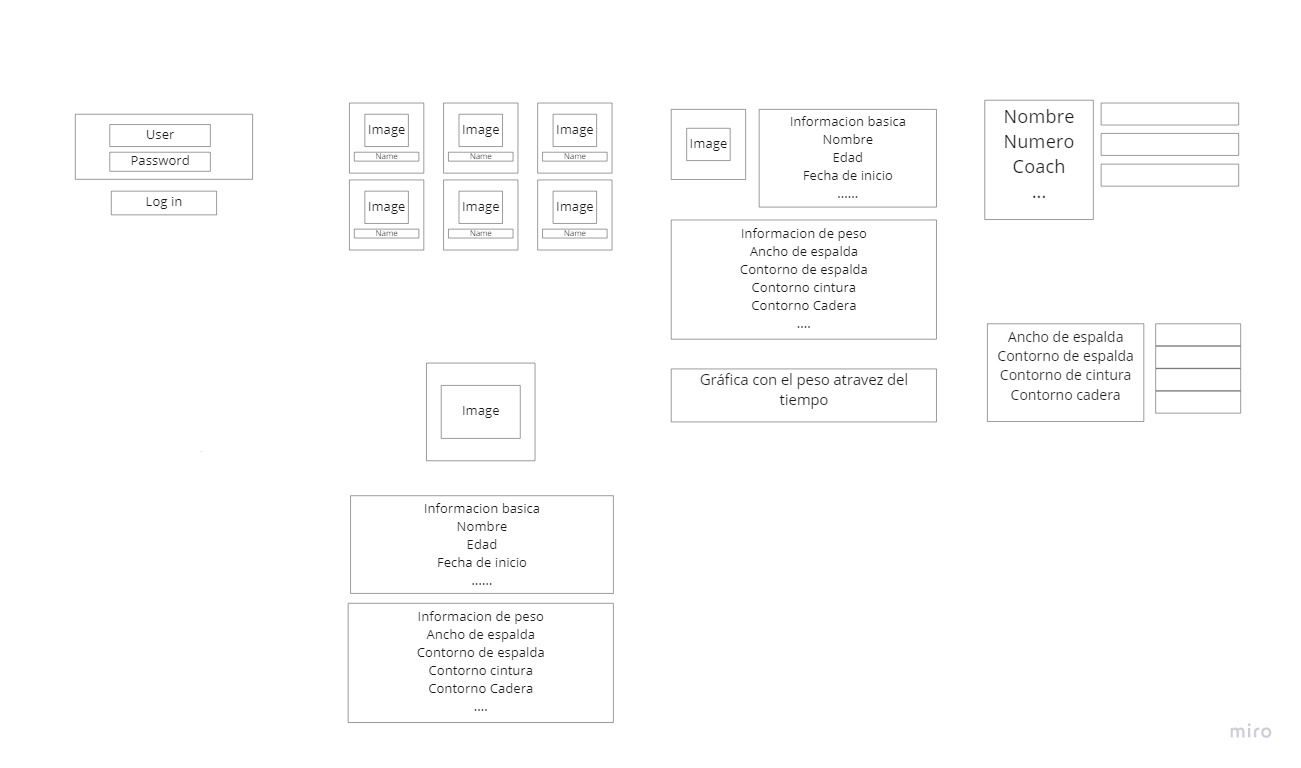 User
Password
Log in
Image
Name
Image
Name
Image
Name
Image
Name
Image
Name
Image
Name
Image
Informacion basica
Nombre
Edad
Fecha de inicio
......
Informacion de peso
Ancho de espalda
Contorno de espalda
Contorno cintura
Contorno Cadera
....
Image
Informacion basica
Nombre
Edad
Fecha de inicio
......
Informacion de peso
Ancho de espalda
Contorno de espalda
Contorno cintura
Contorno Cadera
....
Gráfica con el peso atravez del
tiempo
Nombre
Numero
Coach
...
Ancho de espalda
Contorno de espalda
Contorno de cintura
Contorno cadera
miro